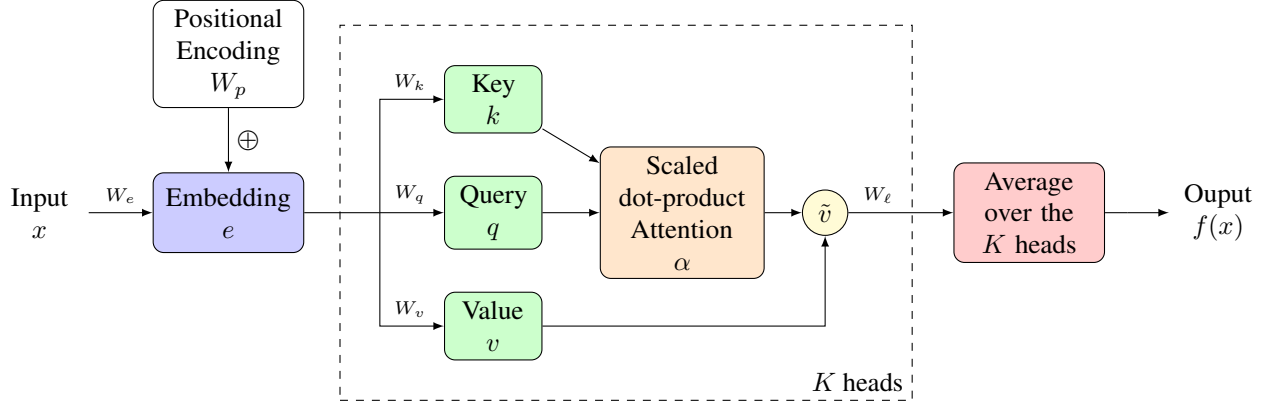 Positional
Encoding
W_p
⊕
Input
x
W_e
Embedding
e
W_k
Key
k
W_q
Query
q
W_v
Value
v
Scaled
dot-product
Attention
α
ṽ
W_ℓ
K heads
Average
over the
K heads
Ouput
f(x)